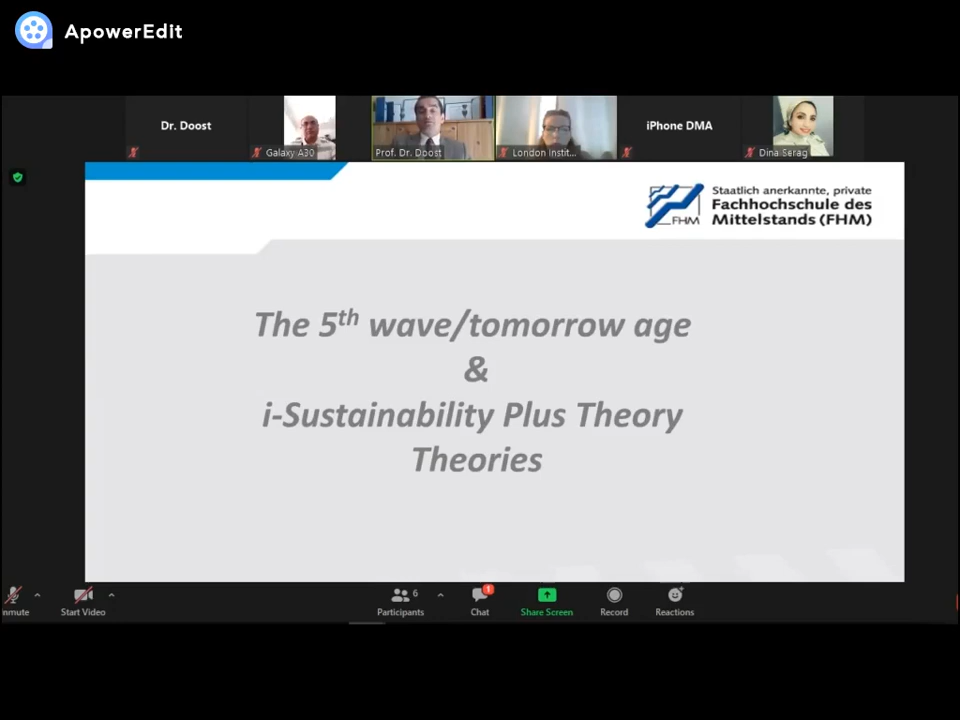 ApowerEdit
Dr. Doost
Galaxy A30
Prof. Dr. Doost
London Instit...
iPhone DMA
Dina Serag
FHM
Staatlich anerkannte, private
Fachhochschule des
Mittelstands (FHM)
The 5th wave/tomorrow age
&
i-Sustainability Plus Theory
Theories
nmute
Start Video
Participants
6
Chat
1
Share Screen
Record
Reactions